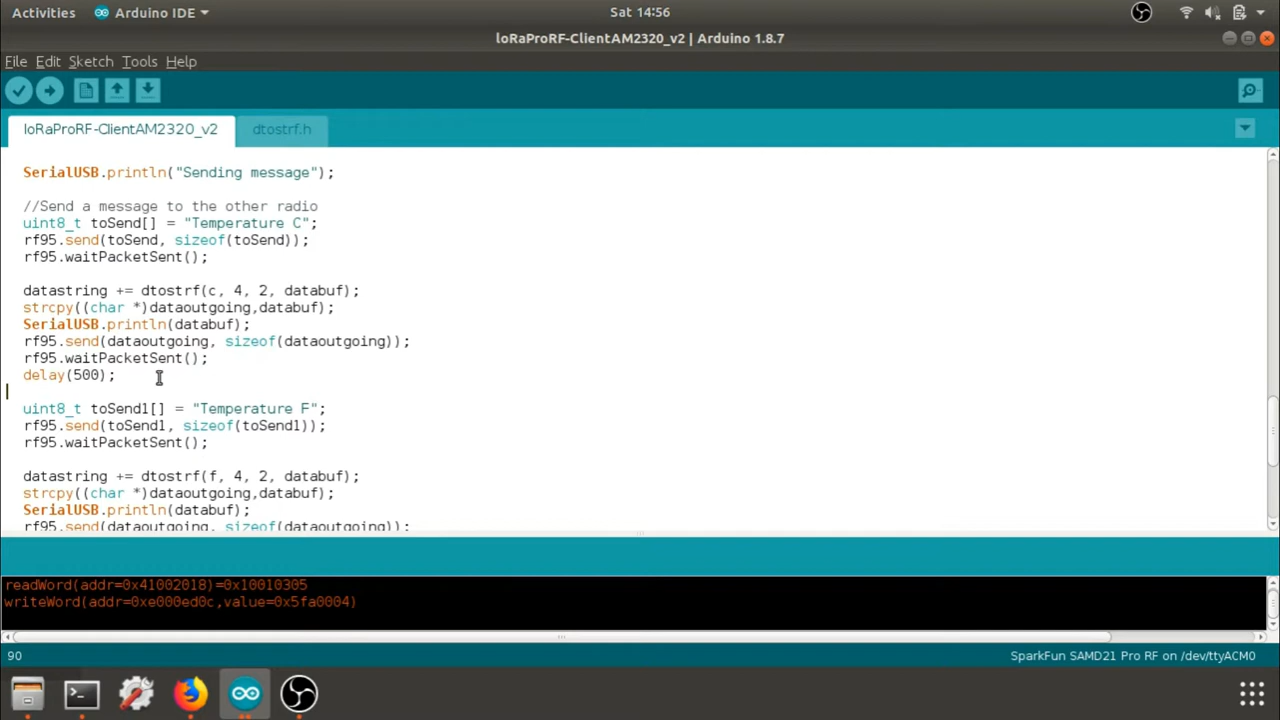 Activities Arduino IDE Sat 14:56
loRaProRF-ClientAM2320_v2 | Arduino 1.8.7
File Edit Sketch Tools Help
loRaProRF-ClientAM2320_v2 dtostrf.h
SerialUSB.println("Sending message");
//Send a message to the other radio
uint8_t toSend[] = "Temperature C";
rf95.send(toSend, sizeof(toSend));
rf95.waitPacketSent();
datastring += dtostrf(c, 4, 2, databuf);
strcpy((char *)dataoutgoing,databuf);
SerialUSB.println(databuf);
rf95.send(dataoutgoing, sizeof(dataoutgoing));
rf95.waitPacketSent();
delay(500);
uint8_t toSend1[] = "Temperature F";
rf95.send(toSend1, sizeof(toSend1));
rf95.waitPacketSent();
datastring += dtostrf(f, 4, 2, databuf);
strcpy((char *)dataoutgoing,databuf);
SerialUSB.println(databuf);
rf95.send(dataoutgoing, sizeof(dataoutgoing));
readWord(addr=0x41002018)=0x10010305
writeWord(addr=0xe000ed0c,value=0x5fa0004)
90 SparkFun SAMD21 Pro RF on /dev/ttyACM0